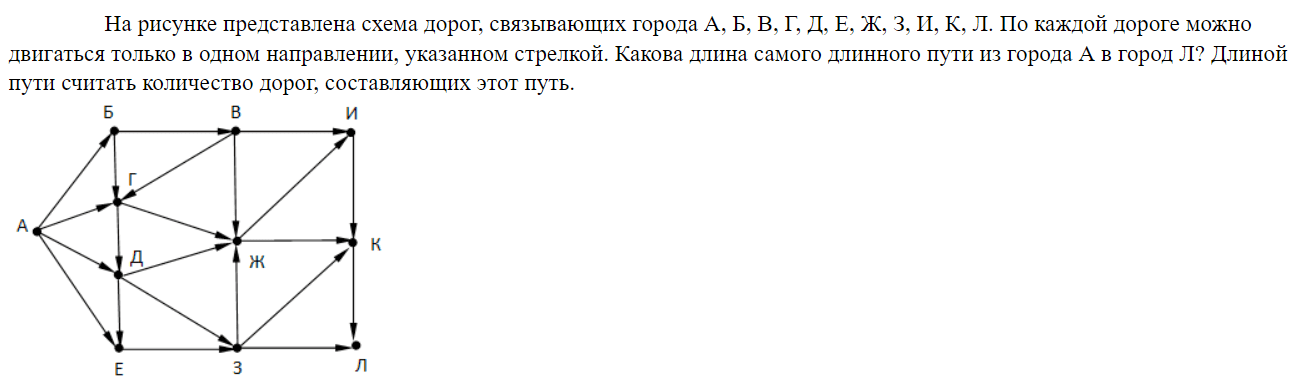 На рисунке представлена схема дорог, связывающих города А, Б, В, Г, Д, Е, Ж, З, И, К, Л. По каждой дороге можно
двигаться только в одном направлении, указанном стрелкой. Какова длина самого длинного пути из города А в город Л? Длиной
пути считать количество дорог, составляющих этот путь.
Б В И
Г
А
Д Ж К
Е З Л